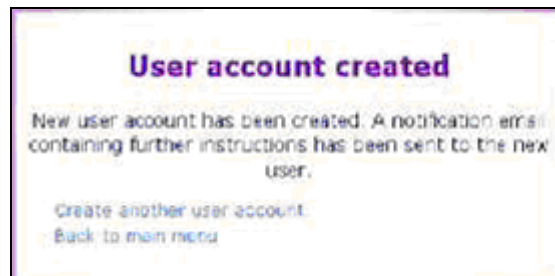 User account created
New user account has been created. A notification email
containing further instructions has been sent to the new
user.
Create another user account
Back to main menu